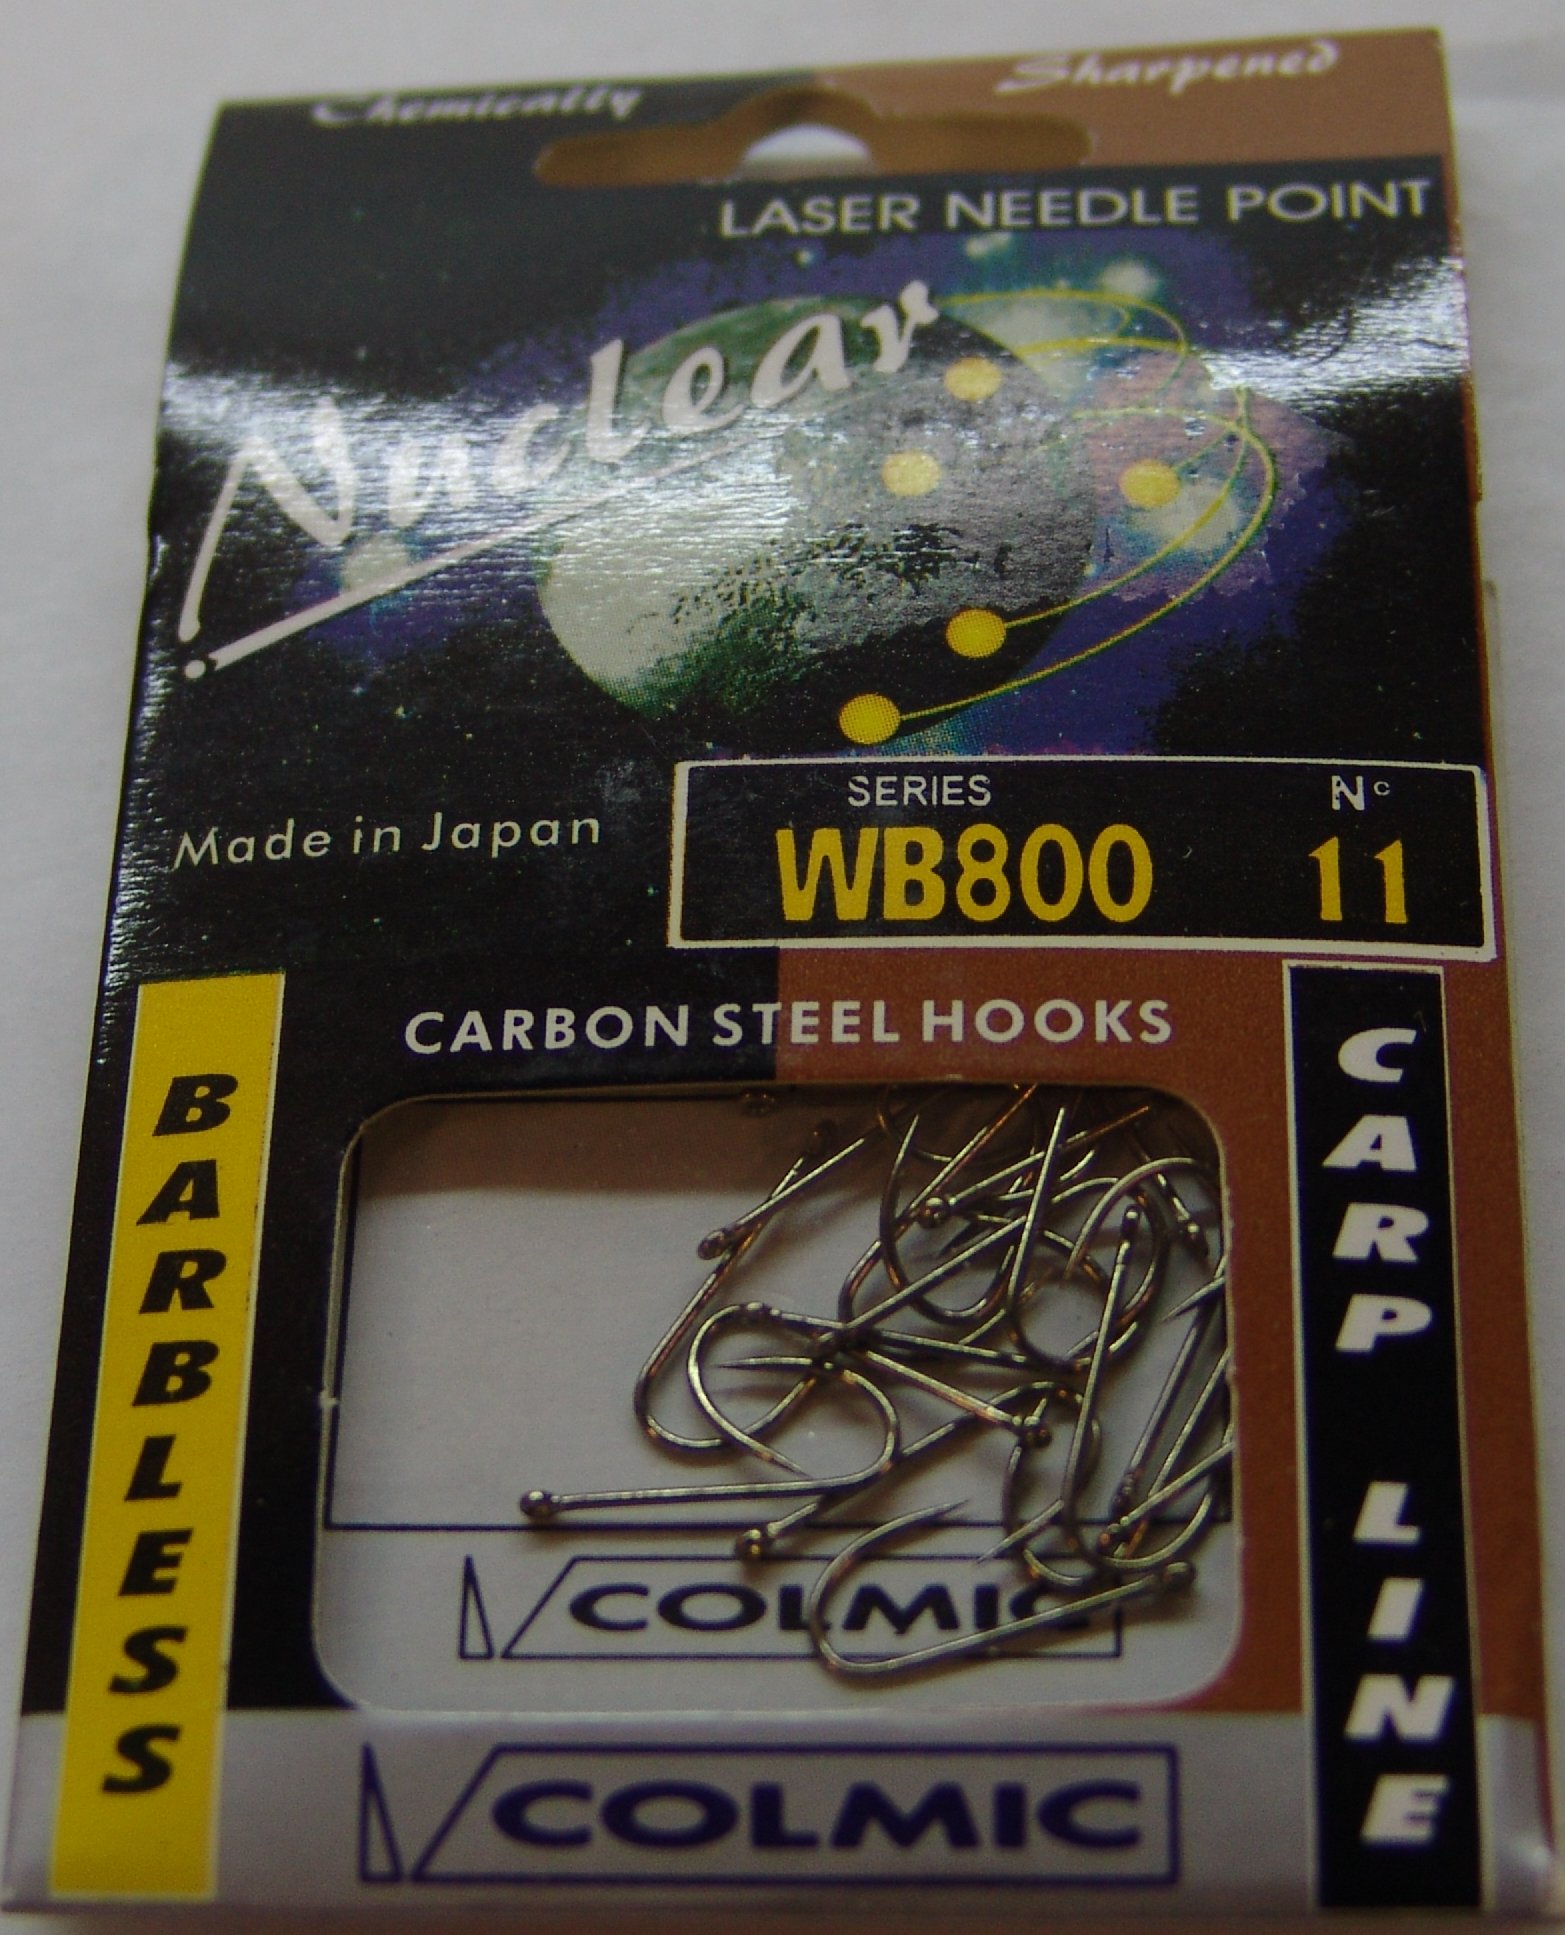 Chemically Sharpened
LASER NEEDLE POINT
Nuclear
SERIES Nº
Made in Japan
WB800 11
CARBON STEEL HOOKS
BARBLESS
CARP LINE
COLMIC
COLMIC